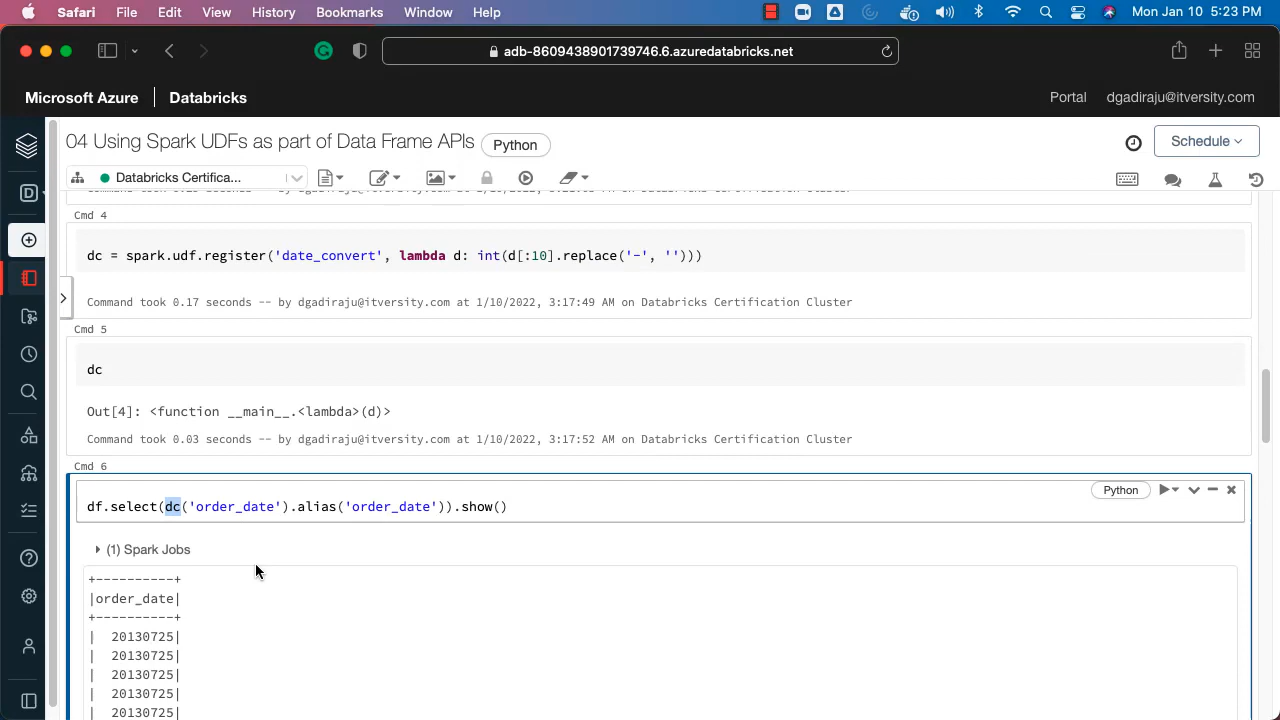 Safari File Edit View History Bookmarks Window Help Mon Jan 10 5:23 PM
adb-8609438901739746.6.azuredatabricks.net
Microsoft Azure Databricks Portal dgadiraju@itversity.com
04 Using Spark UDFs as part of Data Frame APIs Python Schedule
D Databricks Certifica...
Cmd 4
dc = spark.udf.register('date_convert', lambda d: int(d[:10].replace('-', '')))
Command took 0.17 seconds -- by dgadiraju@itversity.com at 1/10/2022, 3:17:49 AM on Databricks Certification Cluster
Cmd 5
dc
Out[4]: <function __main__.<lambda>(d)>
Command took 0.03 seconds -- by dgadiraju@itversity.com at 1/10/2022, 3:17:52 AM on Databricks Certification Cluster
Cmd 6
Python
df.select(dc('order_date').alias('order_date')).show()
(1) Spark Jobs
+----------+
|order_date|
+----------+
|  20130725|
|  20130725|
|  20130725|
|  20130725|
|  20130725|